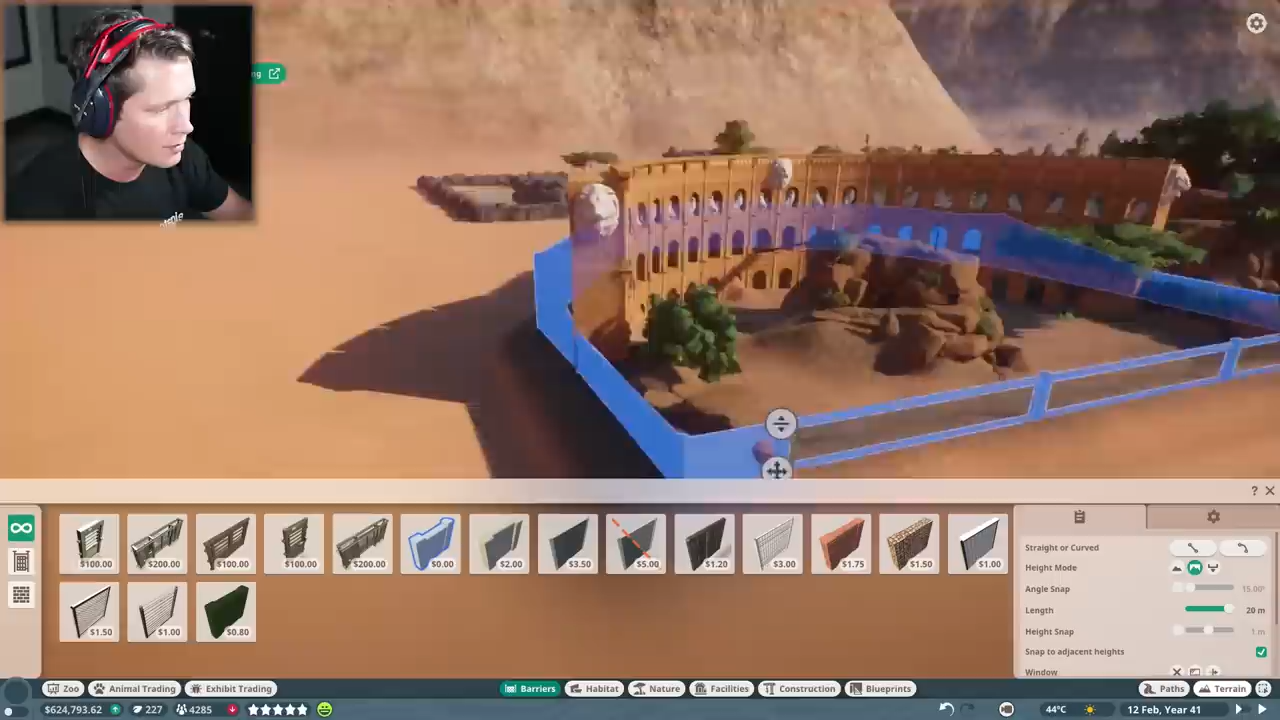 ng
? ✕
$100.00 $200.00 $100.00 $100.00 $200.00 $0.00 $2.00 $3.50 $5.00 $1.20 $3.00 $1.75 $1.50 $1.00
$1.50 $1.00 $0.80
Straight or Curved
Height Mode
Angle Snap 15.00°
Length 20 m
Height Snap 1 m
Snap to adjacent heights
Window
Zoo Animal Trading Exhibit Trading Barriers Habitat Nature Facilities Construction Blueprints Paths Terrain
$624,793.62 227 4285 44°C 12 Feb, Year 41